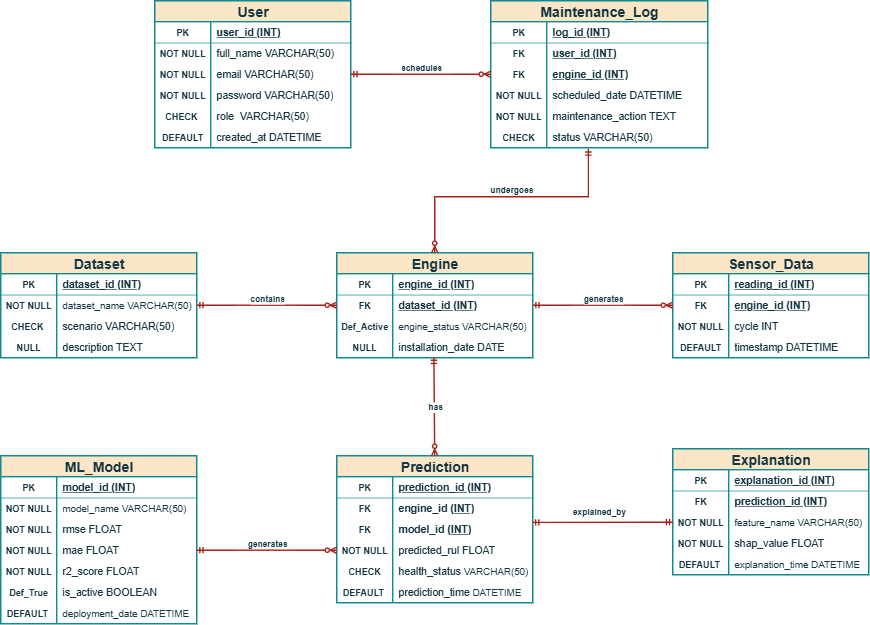 User
PK user_id (INT)
NOT NULL full_name VARCHAR(50)
NOT NULL email VARCHAR(50)
NOT NULL password VARCHAR(50)
CHECK role VARCHAR(50)
DEFAULT created_at DATETIME
schedules
Maintenance_Log
PK log_id (INT)
FK user_id (INT)
FK engine_id (INT)
NOT NULL scheduled_date DATETIME
NOT NULL maintenance_action TEXT
CHECK status VARCHAR(50)
undergoes
Dataset
PK dataset_id (INT)
NOT NULL dataset_name VARCHAR(50)
CHECK scenario VARCHAR(50)
NULL description TEXT
contains
Engine
PK engine_id (INT)
FK dataset_id (INT)
Def_Active engine_status VARCHAR(50)
NULL installation_date DATE
generates
Sensor_Data
PK reading_id (INT)
FK engine_id (INT)
NOT NULL cycle INT
DEFAULT timestamp DATETIME
has
ML_Model
PK model_id (INT)
NOT NULL model_name VARCHAR(50)
NOT NULL rmse FLOAT
NOT NULL mae FLOAT
NOT NULL r2_score FLOAT
Def_True is_active BOOLEAN
DEFAULT deployment_date DATETIME
generates
Prediction
PK prediction_id (INT)
FK engine_id (INT)
FK model_id (INT)
NOT NULL predicted_rul FLOAT
CHECK health_status VARCHAR(50)
DEFAULT prediction_time DATETIME
explained_by
Explanation
PK explanation_id (INT)
FK prediction_id (INT)
NOT NULL feature_name VARCHAR(50)
NOT NULL shap_value FLOAT
DEFAULT explanation_time DATETIME